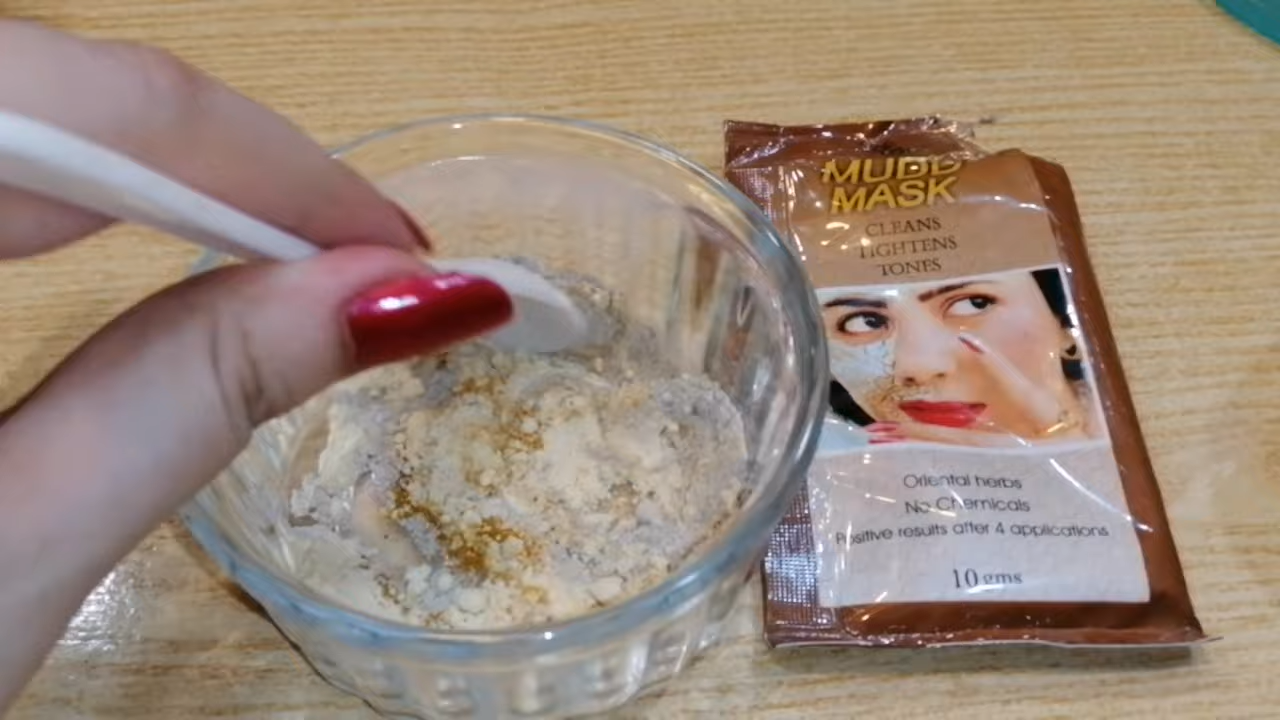 MUDD
MASK
CLEANS
TIGHTENS
TONES
Oriental herbs
No Chemicals
Positive results after 4 applications
10 gms